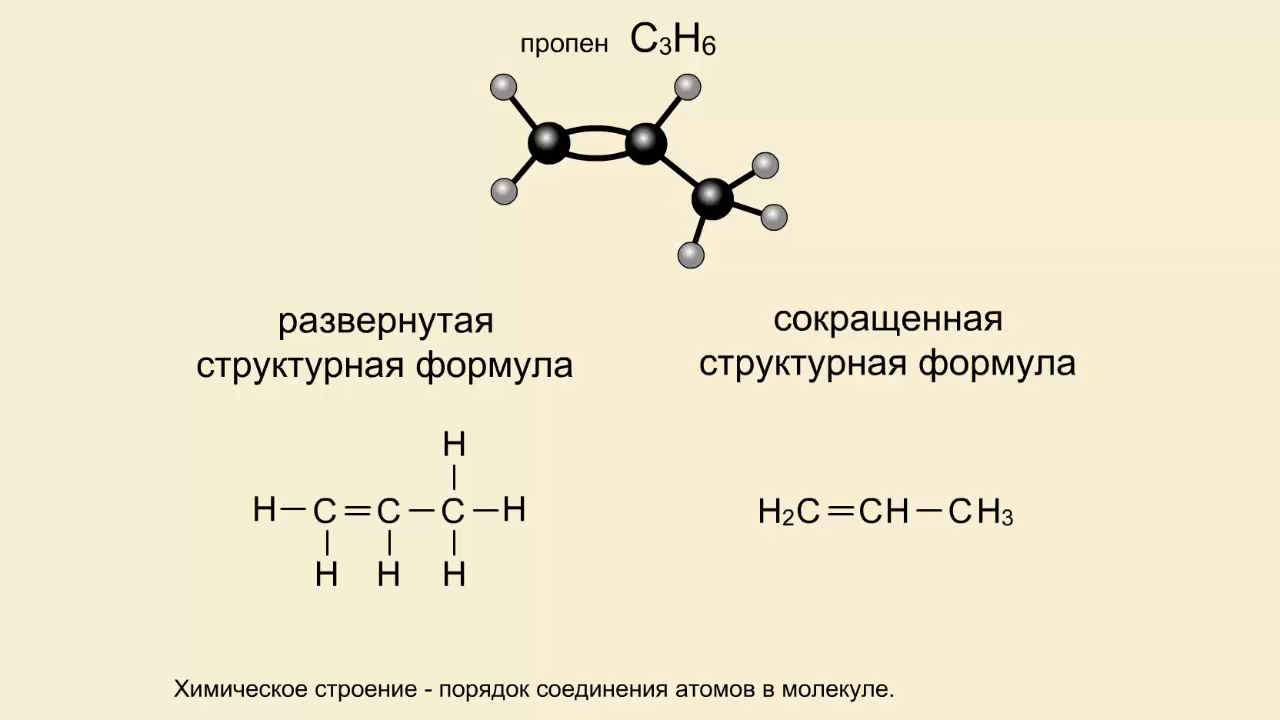 пропен C₃H₆
развернутая
структурная формула
сокращенная
структурная формула
H
H—C=C—C—H
H H H
H₂C=CH—CH₃
Химическое строение - порядок соединения атомов в молекуле.